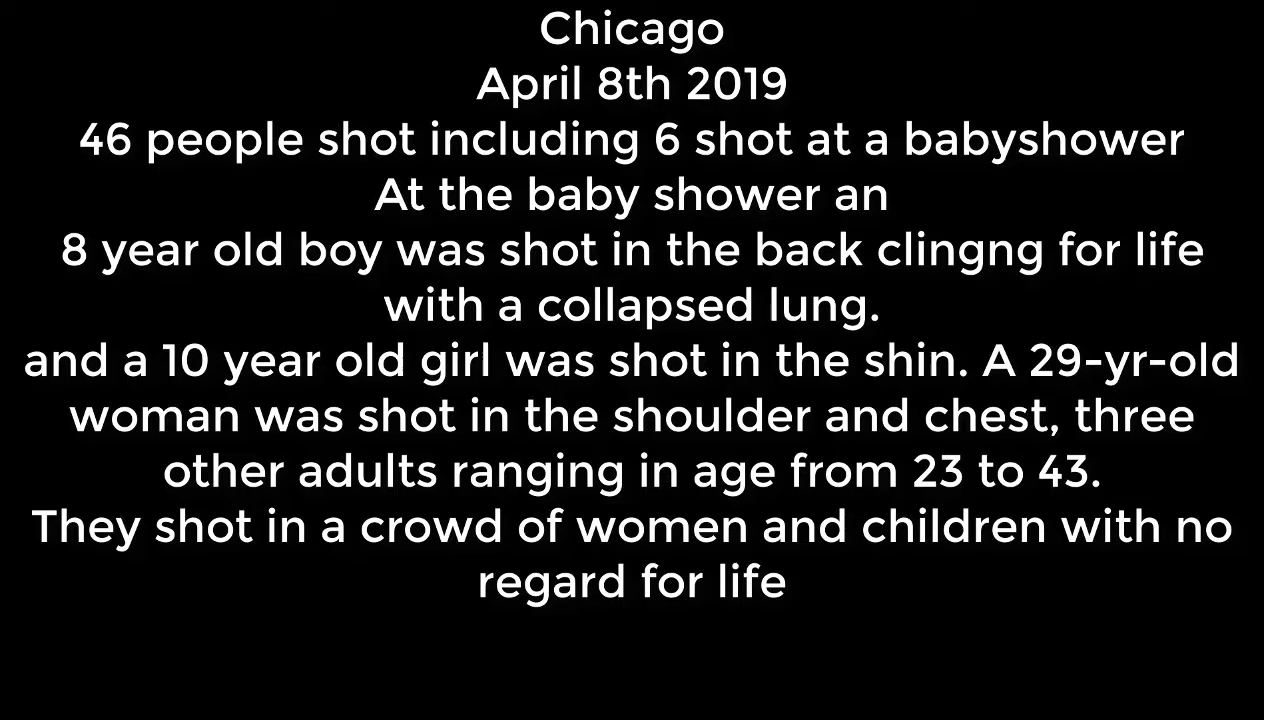 Chicago
April 8th 2019
46 people shot including 6 shot at a babyshower
At the baby shower an
8 year old boy was shot in the back clingng for life
with a collapsed lung.
and a 10 year old girl was shot in the shin. A 29-yr-old
woman was shot in the shoulder and chest, three
other adults ranging in age from 23 to 43.
They shot in a crowd of women and children with no
regard for life